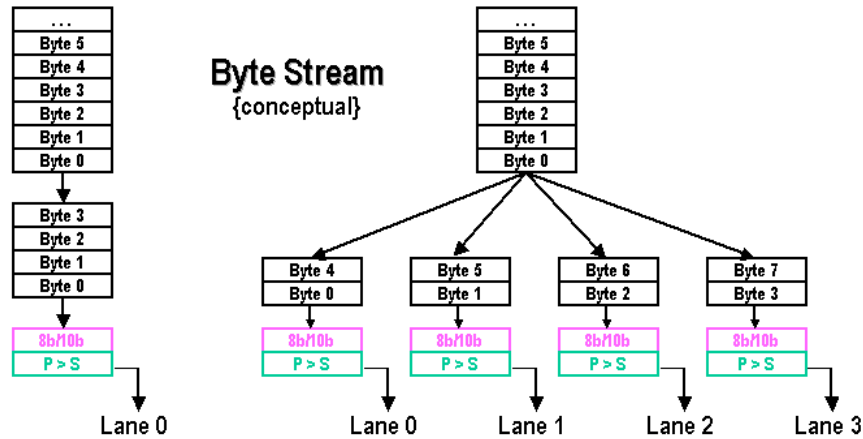 ...
Byte 5
Byte 4
Byte 3
Byte 2
Byte 1
Byte 0
Byte 3
Byte 2
Byte 1
Byte 0
8b/10b
P > S
Lane 0
Byte Stream
{conceptual}
...
Byte 5
Byte 4
Byte 3
Byte 2
Byte 1
Byte 0
Byte 4
Byte 0
8b/10b
P > S
Lane 0
Byte 5
Byte 1
8b/10b
P > S
Lane 1
Byte 6
Byte 2
8b/10b
P > S
Lane 2
Byte 7
Byte 3
8b/10b
P > S
Lane 3